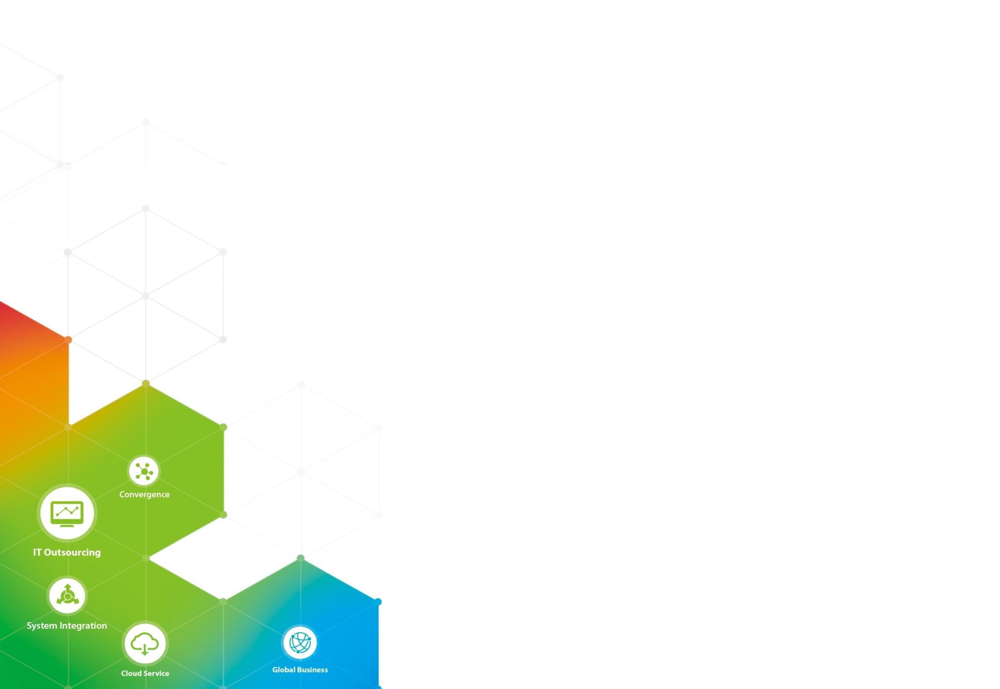 Convergence
IT Outsourcing
System Integration
Cloud Service
Global Business